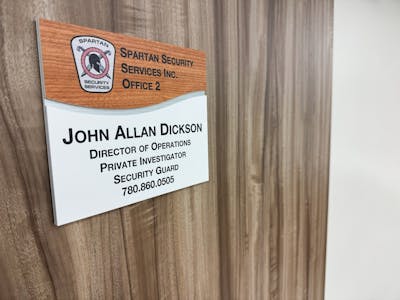 SPARTAN
SECURITY
SERVICES
SPARTAN SECURITY
SERVICES INC.
OFFICE 2
JOHN ALLAN DICKSON
DIRECTOR OF OPERATIONS
PRIVATE INVESTIGATOR
SECURITY GUARD
780.860.0505